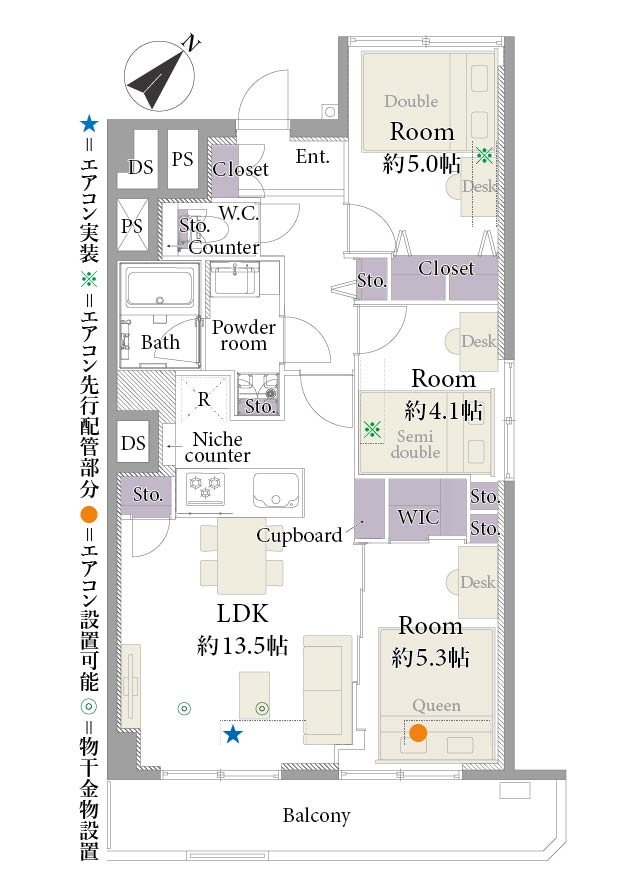 N
★=エアコン実装 ※=エアコン先行配管部分 ●=エアコン設置可能 ◎=物干金物設置
Double
Room
約5.0帖
※
Desk
DS
PS
Closet
Ent.
PS
W.C.
Sto.
Counter
Sto.
Closet
Bath
Powder
room
Desk
Room
約4.1帖
※
Semi
double
R
Sto.
DS
Niche
counter
Sto.
Cupboard
WIC
Sto.
Sto.
LDK
約13.5帖
Desk
Room
約5.3帖
Queen
Balcony